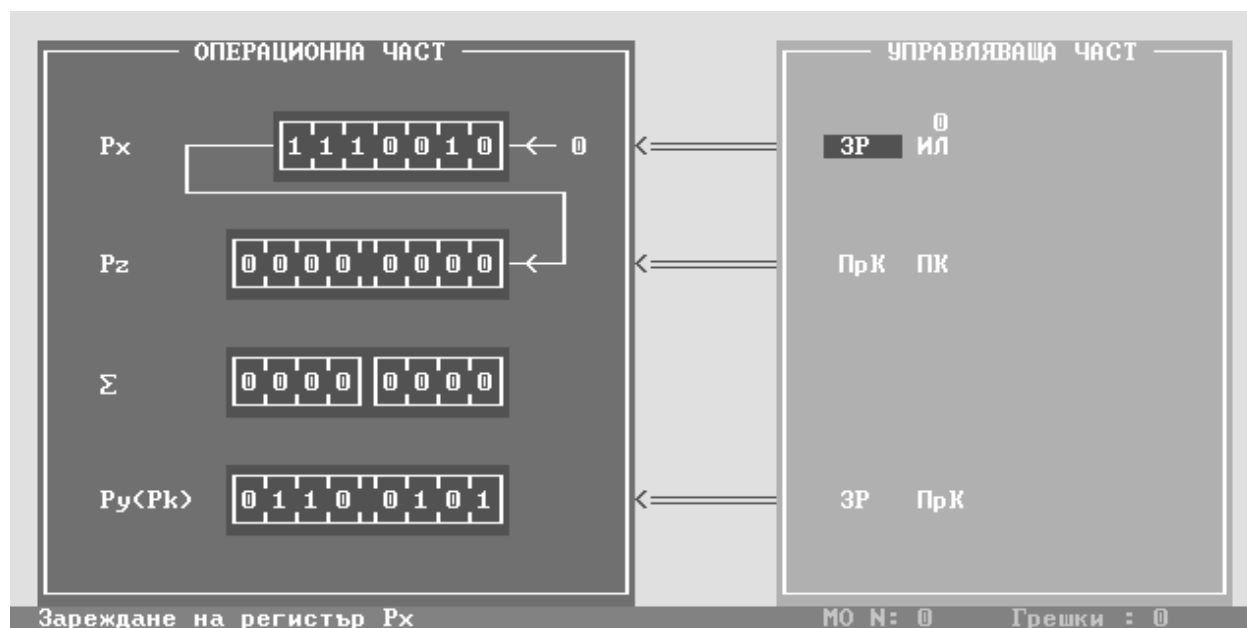 ОПЕРАЦИОННА ЧАСТ УПРАВЛЯВАЩА ЧАСТ
0
Px 1 1 1 0 0 1 0 0 ЗР ИЛ
Pz 0 0 0 0 0 0 0 0 ПрК ПК
Σ 0 0 0 0 0 0 0 0
Py(Pk) 0 1 1 0 0 1 0 1 ЗР ПрК
Зареждане на регистър Px МО N: 0 Грешки : 0